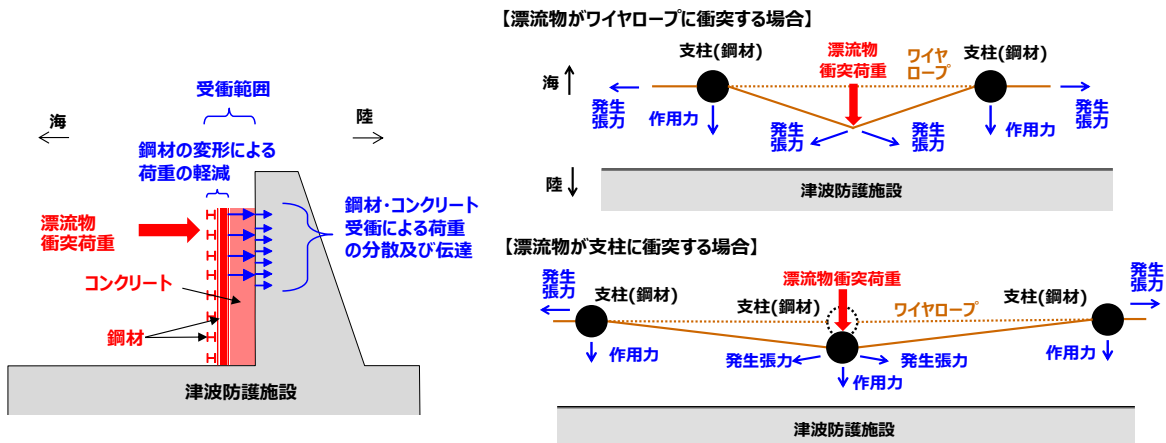 受衝範囲
海
陸
鋼材の変形による
荷重の軽減
漂流物
衝突荷重
鋼材・コンクリート
受衝による荷重
の分散及び伝達
コンクリート
鋼材
津波防護施設
【漂流物がワイヤロープに衝突する場合】
支柱(鋼材)
漂流物
衝突荷重
ワイヤ
ロープ
支柱(鋼材)
海
発生
張力
作用力
発生
張力
発生
張力
作用力
発生
張力
陸
津波防護施設
【漂流物が支柱に衝突する場合】
発生
張力
支柱(鋼材)
漂流物衝突荷重
支柱(鋼材)
ワイヤロープ
支柱(鋼材)
発生
張力
作用力
発生張力
発生張力
作用力
作用力
津波防護施設